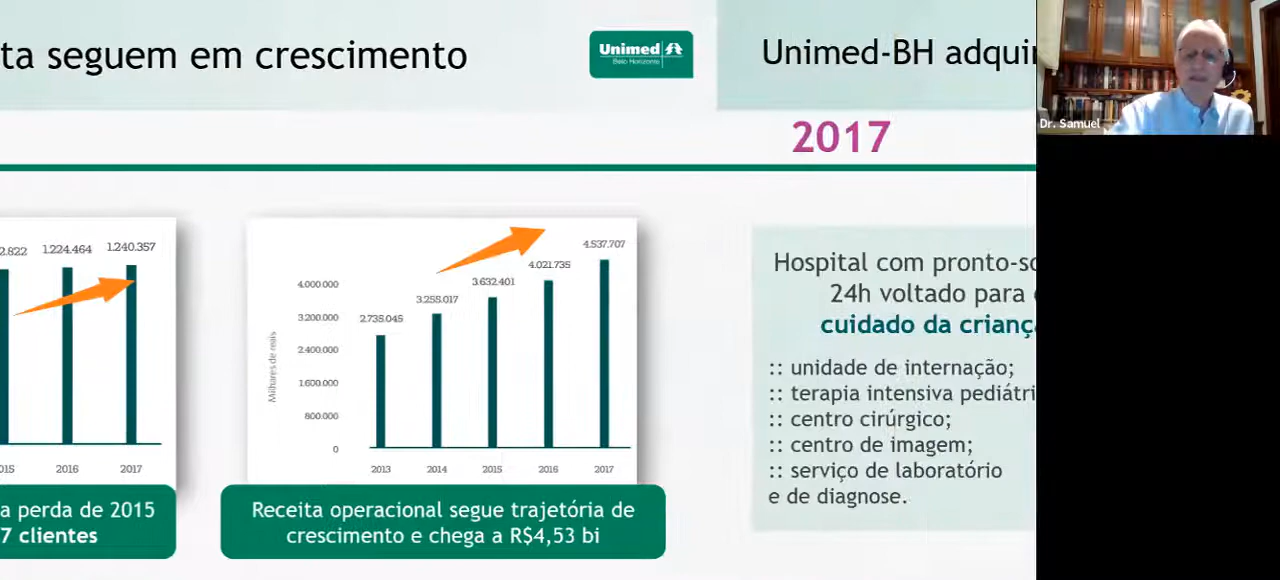 ta seguem em crescimento
Unimed
Belo Horizonte
Unimed-BH adquir
Dr. Samuel
2017
2.822
1.224.464
1.240.357
015
2016
2017
a perda de 2015
7 clientes
4.537.707
4.021.735
3.632.401
3.255.017
2.735.045
4.000.000
3.200.000
2.400.000
1.600.000
800.000
0
Milhares de reais
2013
2014
2015
2016
2017
Receita operacional segue trajetória de
crescimento e chega a R$4,53 bi
Hospital com pronto-so
24h voltado para
cuidado da criança
:: unidade de internação;
:: terapia intensiva pediátri
:: centro cirúrgico;
:: centro de imagem;
:: serviço de laboratório
e de diagnose.